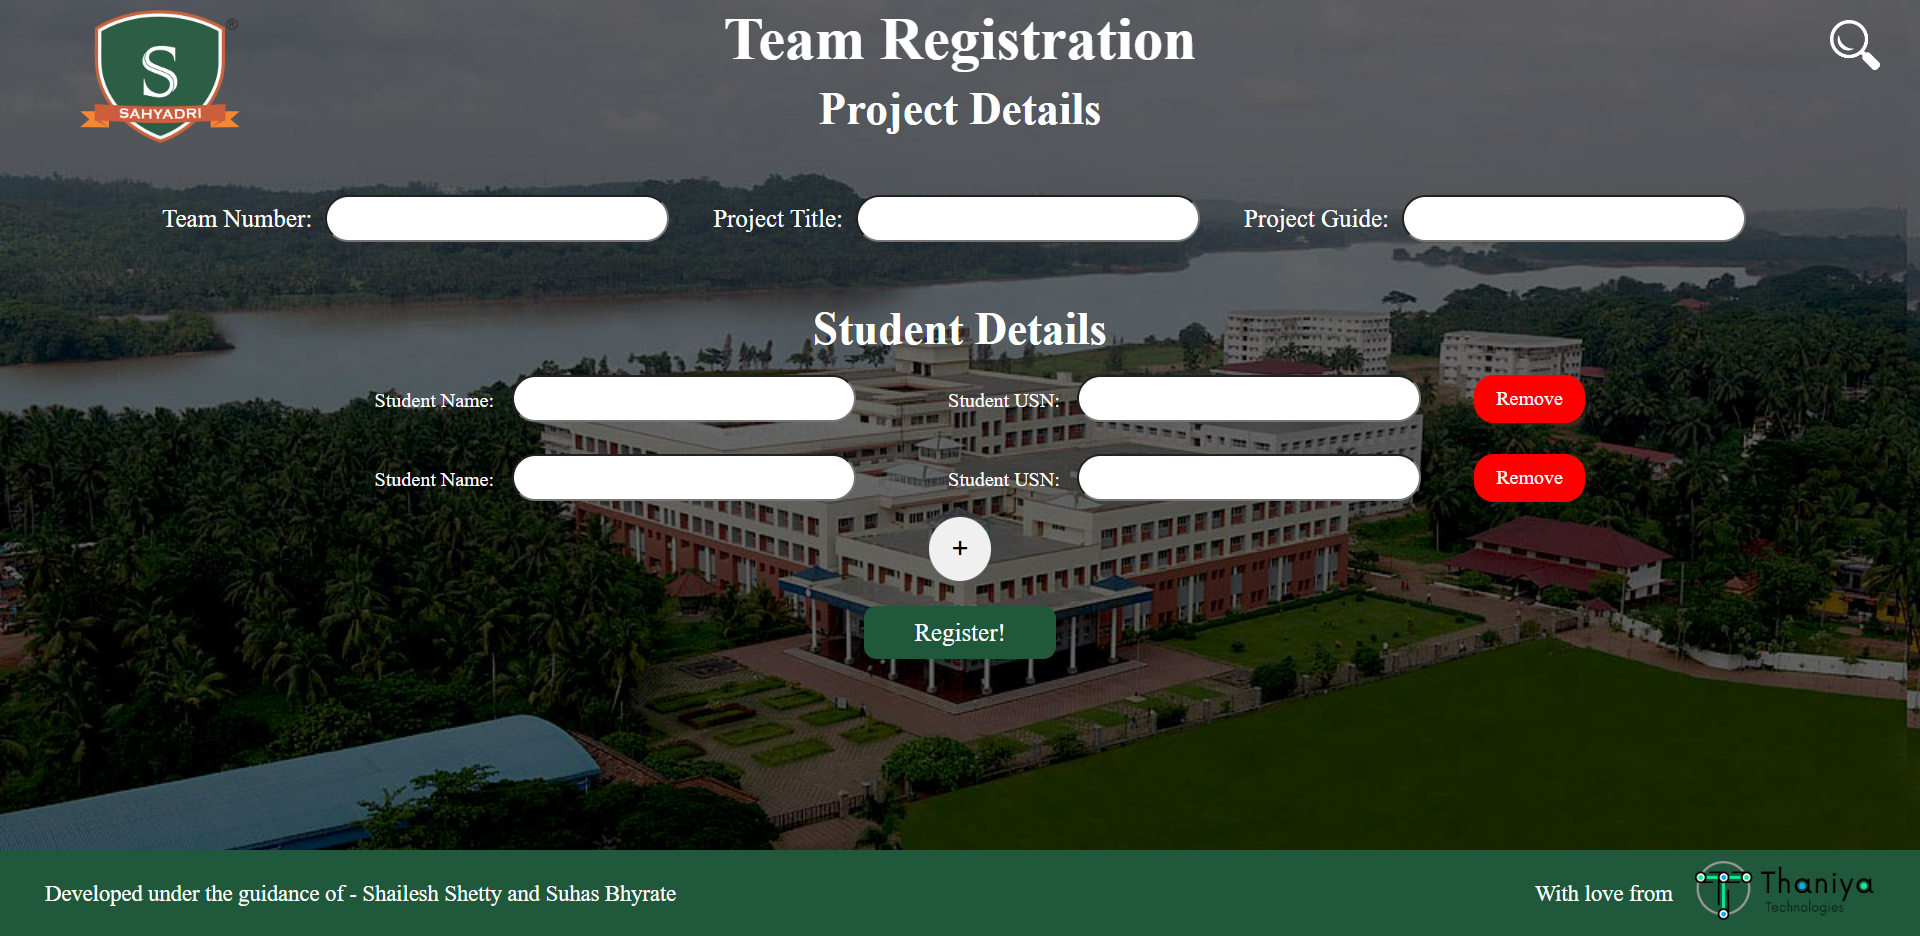 S
SAHYADRI
®
Team Registration
Project Details
Team Number:
Project Title:
Project Guide:
Student Details
Student Name:
Student USN:
Remove
Student Name:
Student USN:
Remove
+
Register!
Developed under the guidance of - Shailesh Shetty and Suhas Bhyrate
With love from
Thaniya
Technologies